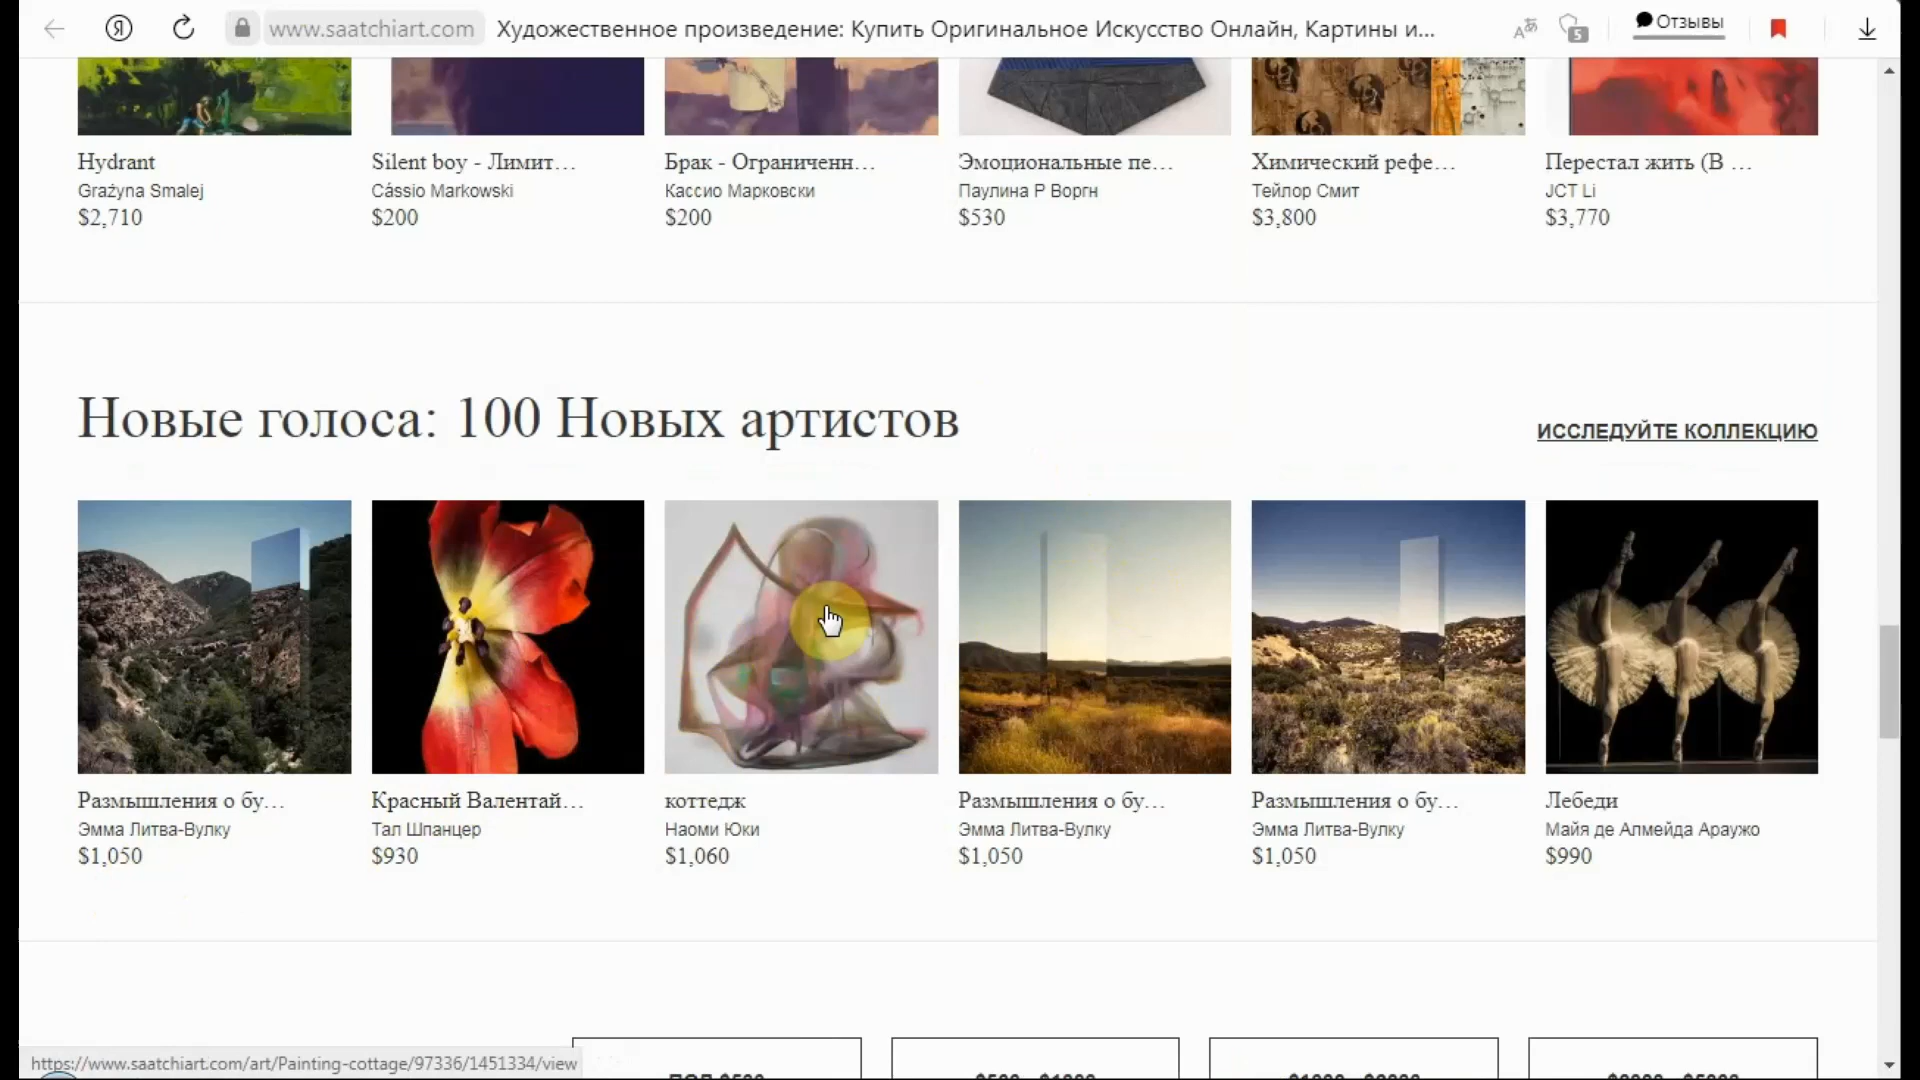 Я www.saatchiart.com Художественное произведение: Купить Оригинальное Искусство Онлайн, Картины и... 5 Отзывы
Hydrant
Grażyna Smalej
$2,710
Silent boy - Лимит...
Cássio Markowski
$200
Брак - Ограниченн...
Кассио Марковски
$200
Эмоциональные пе...
Паулина Р Воргн
$530
Химический рефе...
Тейлор Смит
$3,800
Перестал жить (В ...
JCT Li
$3,770
Новые голоса: 100 Новых артистов
ИССЛЕДУЙТЕ КОЛЛЕКЦИЮ
Размышления о бу...
Эмма Литва-Вулку
$1,050
Красный Валентай...
Тал Шпанцер
$930
коттедж
Наоми Юки
$1,060
Размышления о бу...
Эмма Литва-Вулку
$1,050
Размышления о бу...
Эмма Литва-Вулку
$1,050
Лебеди
Майя де Алмейда Араужо
$990
https://www.saatchiart.com/art/Painting-cottage/97336/1451334/view